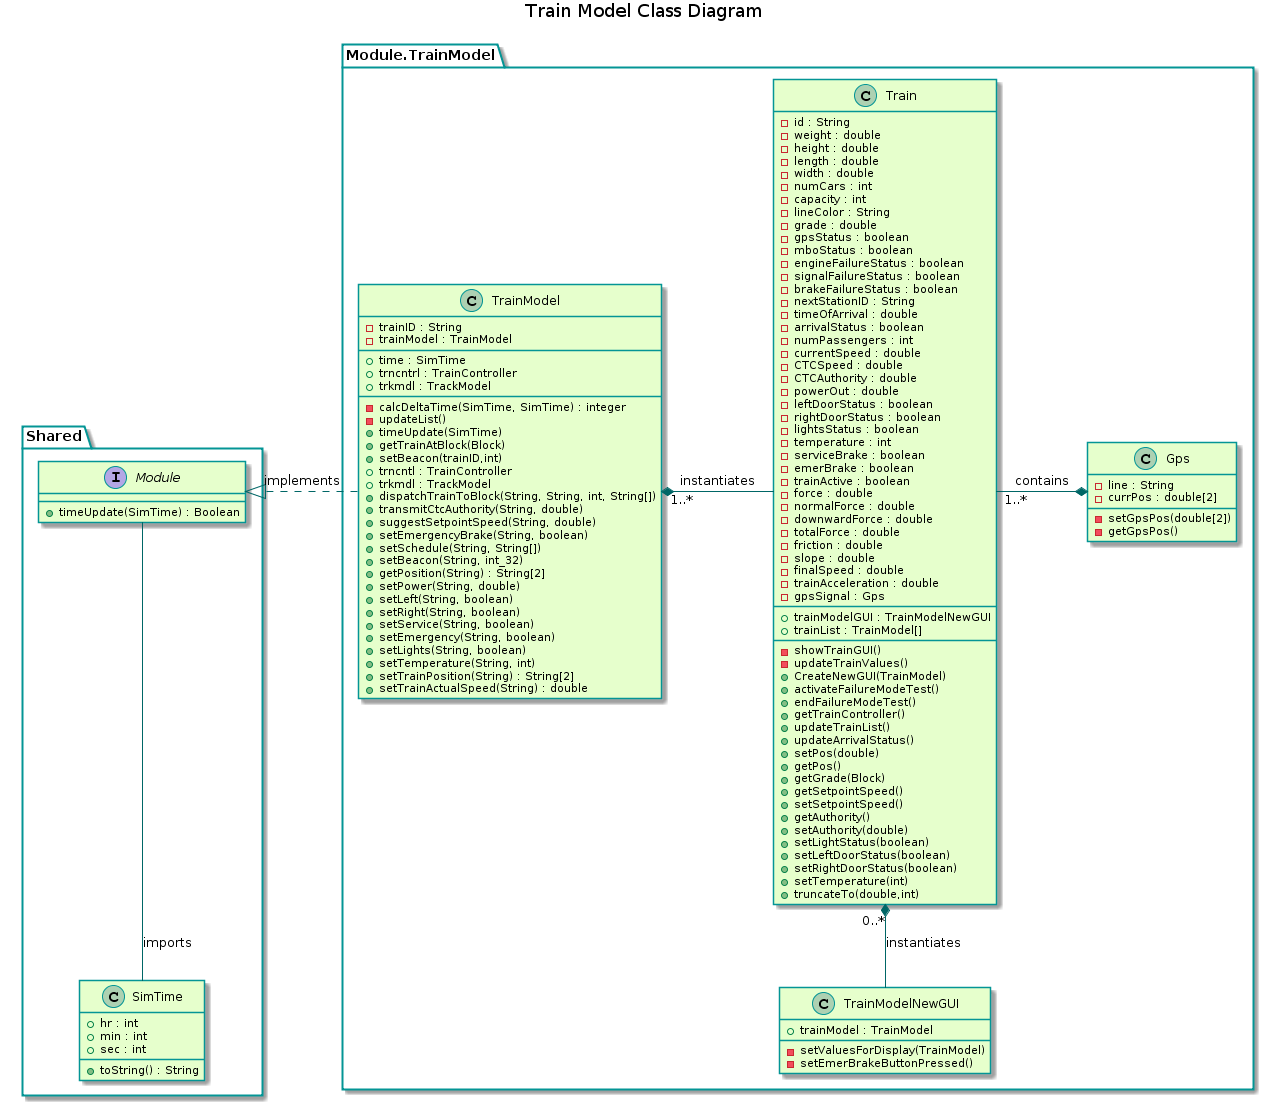 Train Model Class Diagram
Module.TrainModel
C Train
id : String
weight : double
height : double
length : double
width : double
numCars : int
capacity : int
lineColor : String
grade : double
gpsStatus : boolean
mboStatus : boolean
engineFailureStatus : boolean
signalFailureStatus : boolean
brakeFailureStatus : boolean
nextStationID : String
timeOfArrival : double
arrivalStatus : boolean
numPassengers : int
currentSpeed : double
CTCSpeed : double
CTCAuthority : double
powerOut : double
leftDoorStatus : boolean
rightDoorStatus : boolean
lightsStatus : boolean
temperature : int
serviceBrake : boolean
emerBrake : boolean
trainActive : boolean
force : double
normalForce : double
downwardForce : double
totalForce : double
friction : double
slope : double
finalSpeed : double
trainAcceleration : double
gpsSignal : Gps
trainModelGUI : TrainModelNewGUI
trainList : TrainModel[]
showTrainGUI()
updateTrainValues()
CreateNewGUI(TrainModel)
activateFailureModeTest()
endFailureModeTest()
getTrainController()
updateTrainList()
updateArrivalStatus()
setPos(double)
getPos()
getGrade(Block)
getSetpointSpeed()
setSetpointSpeed()
getAuthority()
setAuthority(double)
setLightStatus(boolean)
setLeftDoorStatus(boolean)
setRightDoorStatus(boolean)
setTemperature(int)
truncateTo(double,int)
C TrainModel
trainID : String
trainModel : TrainModel
time : SimTime
trncntrl : TrainController
trkmdl : TrackModel
calcDeltaTime(SimTime, SimTime) : integer
updateList()
timeUpdate(SimTime)
getTrainAtBlock(Block)
setBeacon(trainID,int)
trncntl : TrainController
trkmdl : TrackModel
dispatchTrainToBlock(String, String, int, String[])
transmitCtcAuthority(String, double)
suggestSetpointSpeed(String, double)
setEmergencyBrake(String, boolean)
setSchedule(String, String[])
setBeacon(String, int_32)
getPosition(String) : String[2]
setPower(String, double)
setLeft(String, boolean)
setRight(String, boolean)
setService(String, boolean)
setEmergency(String, boolean)
setLights(String, boolean)
setTemperature(String, int)
setTrainPosition(String) : String[2]
setTrainActualSpeed(String) : double
instantiates
1..*
contains
1..*
C Gps
line : String
currPos : double[2]
setGpsPos(double[2])
getGpsPos()
Shared
I Module
timeUpdate(SimTime) : Boolean
implements
imports
C SimTime
hr : int
min : int
sec : int
toString() : String
0..*
instantiates
C TrainModelNewGUI
trainModel : TrainModel
setValuesForDisplay(TrainModel)
setEmerBrakeButtonPressed()